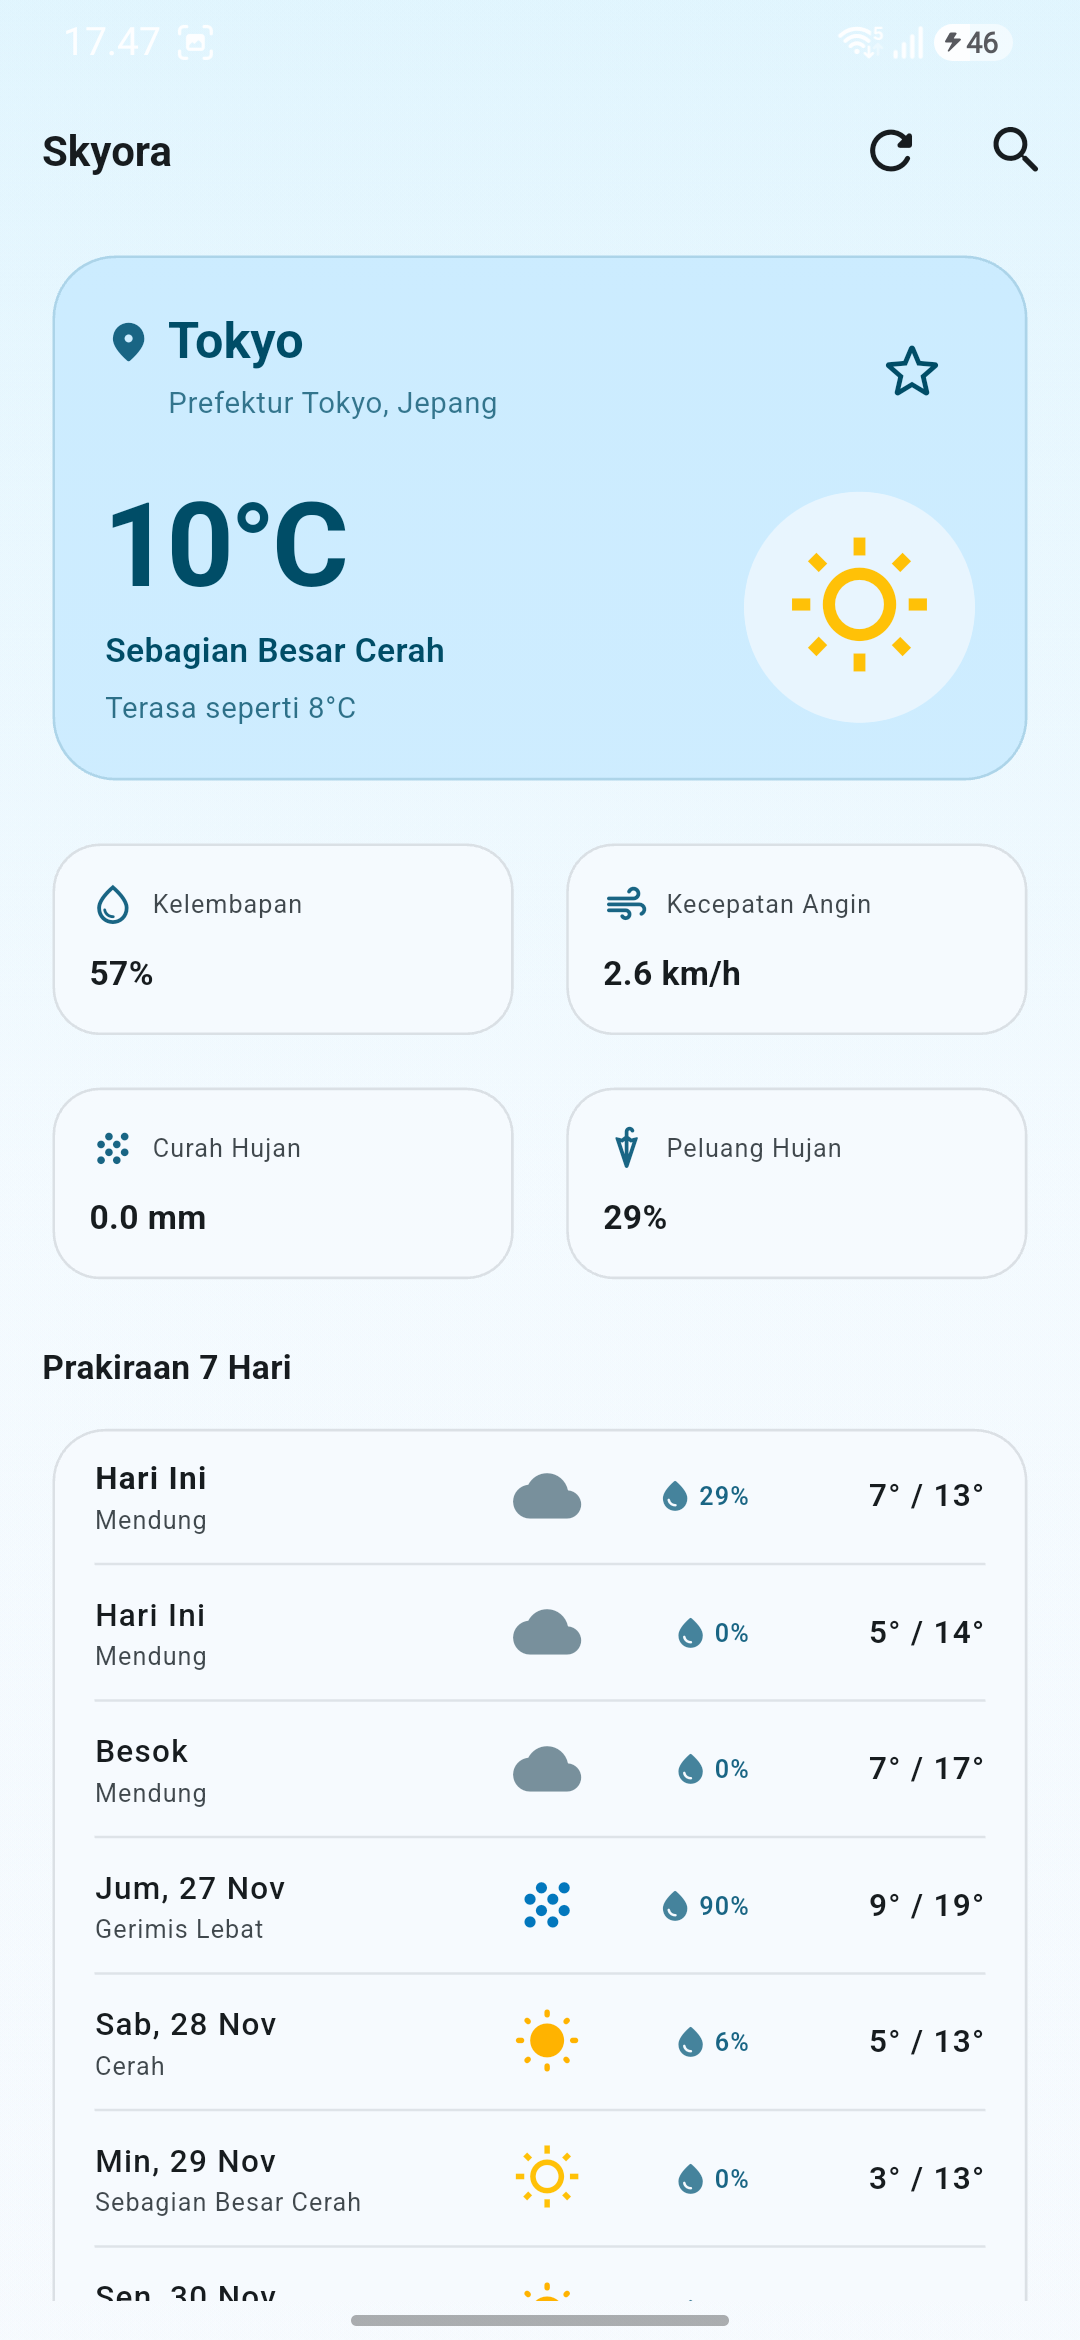 17.47
5
46
Skyora
Tokyo
Prefektur Tokyo, Jepang
10°C
Sebagian Besar Cerah
Terasa seperti 8°C
Kelembapan
57%
Kecepatan Angin
2.6 km/h
Curah Hujan
0.0 mm
Peluang Hujan
29%
Prakiraan 7 Hari
Hari Ini
Mendung
29%
7° / 13°
Hari Ini
Mendung
0%
5° / 14°
Besok
Mendung
0%
7° / 17°
Jum, 27 Nov
Gerimis Lebat
90%
9° / 19°
Sab, 28 Nov
Cerah
6%
5° / 13°
Min, 29 Nov
Sebagian Besar Cerah
0%
3° / 13°
Sen, 30 Nov